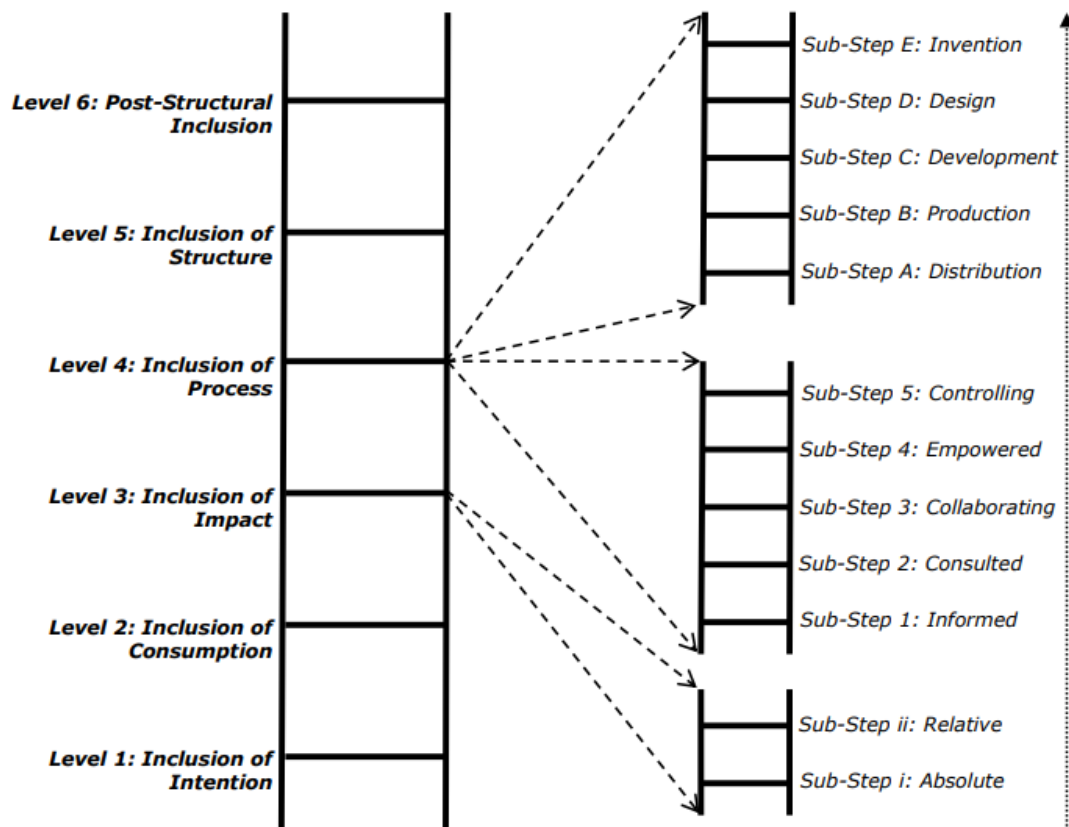 Level 6: Post-Structural
Inclusion
Level 5: Inclusion of
Structure
Level 4: Inclusion of
Process
Level 3: Inclusion of
Impact
Level 2: Inclusion of
Consumption
Level 1: Inclusion of
Intention
Sub-Step E: Invention
Sub-Step D: Design
Sub-Step C: Development
Sub-Step B: Production
Sub-Step A: Distribution
Sub-Step 5: Controlling
Sub-Step 4: Empowered
Sub-Step 3: Collaborating
Sub-Step 2: Consulted
Sub-Step 1: Informed
Sub-Step ii: Relative
Sub-Step i: Absolute